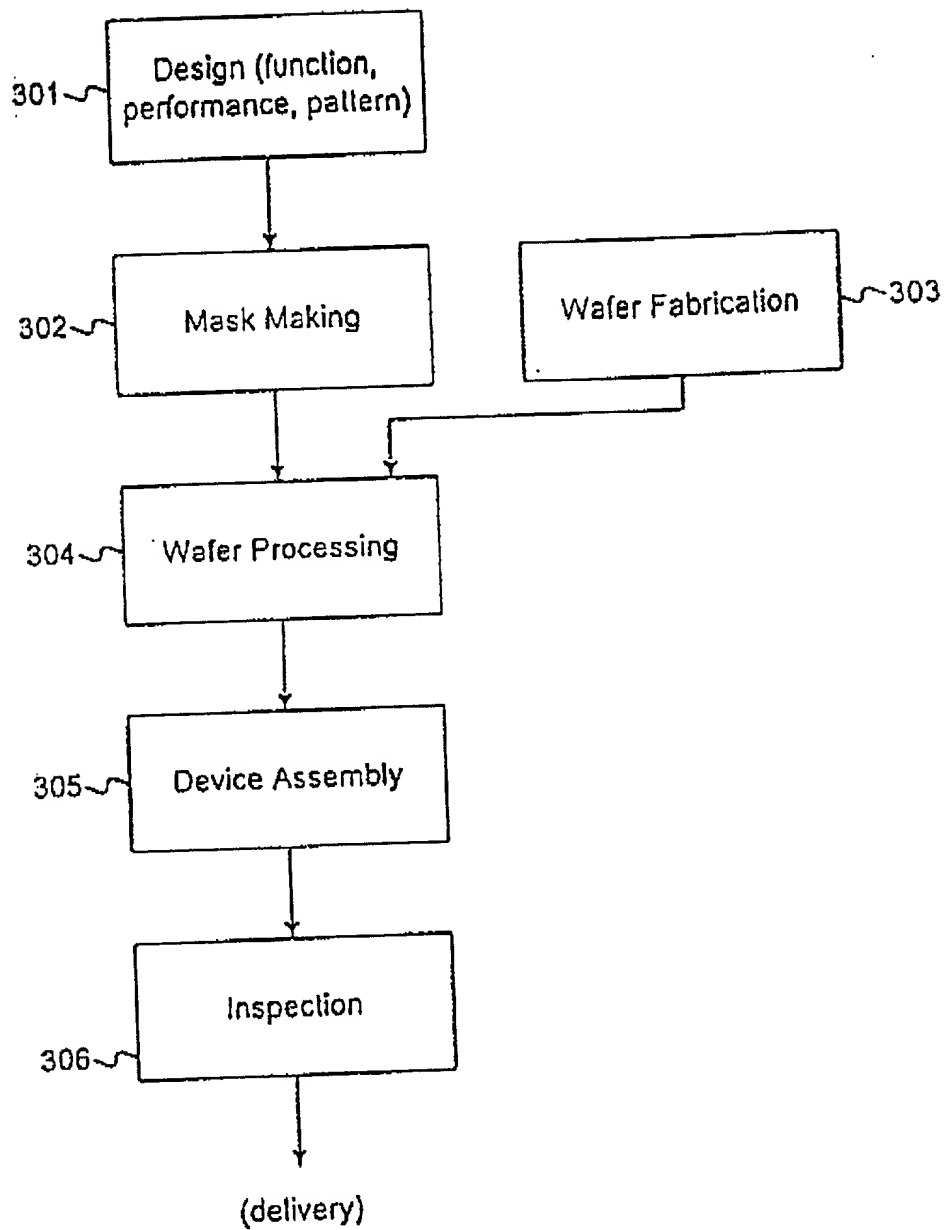 301
Design (function,
performance, pattern)
302
Mask Making
Wafer Fabrication
303
304
Wafer Processing
305
Device Assembly
306
Inspection
(delivery)